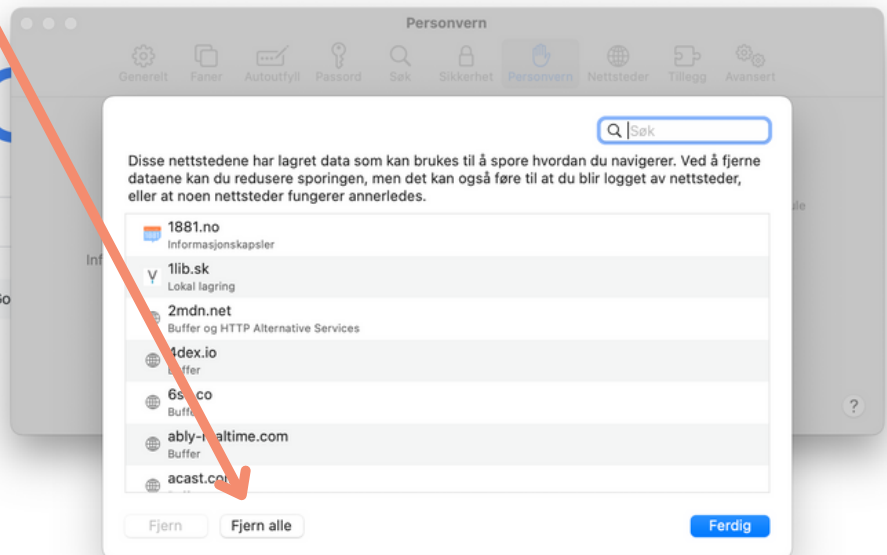 Personvern
Generelt Faner Autoutfyll Passord Søk Sikkerhet Personvern Nettsteder Tillegg Avansert
Søk
Disse nettstedene har lagret data som kan brukes til å spore hvordan du navigerer. Ved å fjerne
dataene kan du redusere sporingen, men det kan også føre til at du blir logget av nettsteder,
eller at noen nettsteder fungerer annerledes.
1881.no
Informasjonskapsler
1lib.sk
Lokal lagring
Inf
2mdn.net
Buffer og HTTP Alternative Services
4dex.io
Buffer
Buffer
Buffer
?
Fjern Fjern alle Ferdig